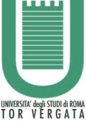 UNIVERSITA' degli STUDI di ROMA
TOR VERGATA